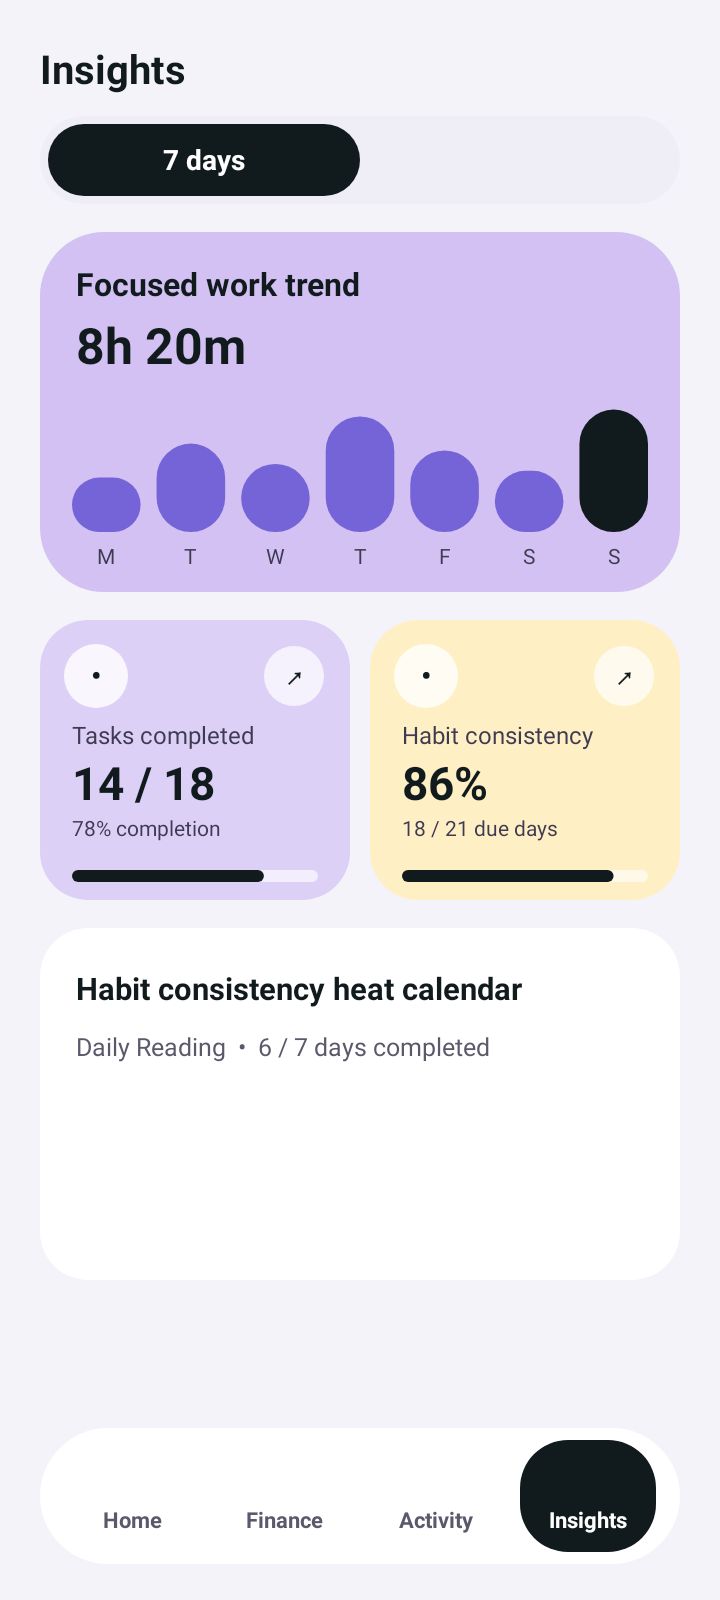 Insights
7 days
Focused work trend
8h 20m
M T W T F S S
• ➚ • ➚
Tasks completed
14 / 18
78% completion
Habit consistency
86%
18 / 21 due days
Habit consistency heat calendar
Daily Reading • 6 / 7 days completed
Home Finance Activity Insights